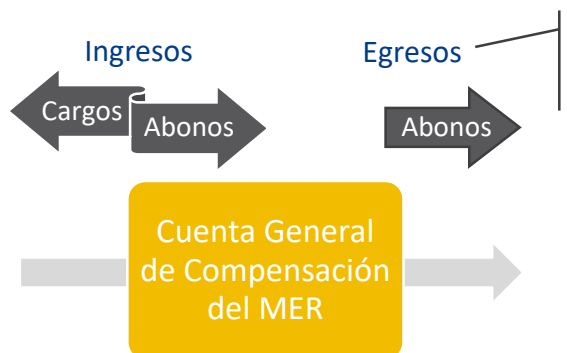 Ingresos
Egresos
Cargos
Abonos
Abonos
Cuenta General
de Compensación
del MER